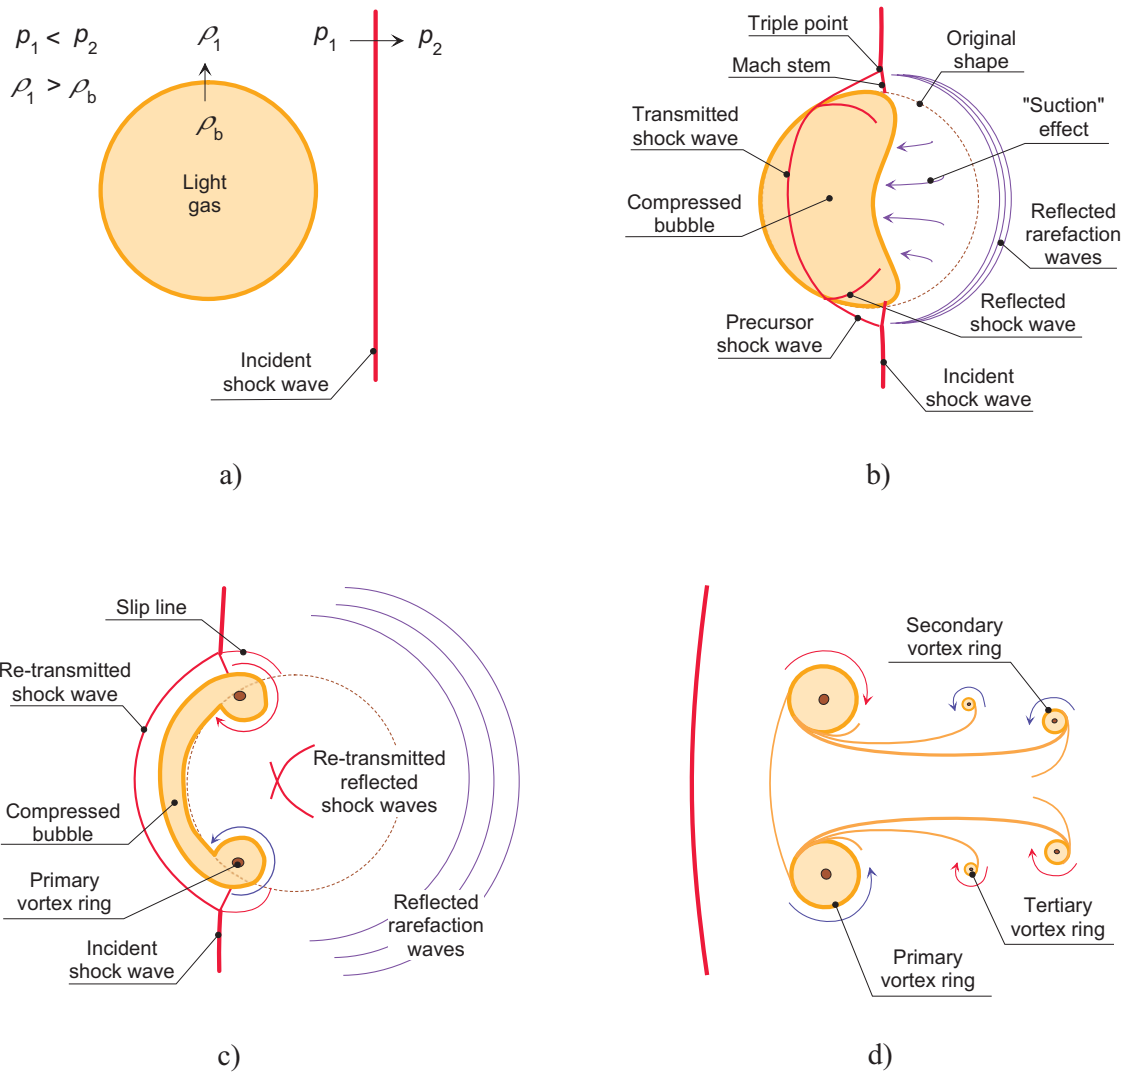 p1 < p2
ρ1 > ρb
ρ1
ρb
Light
gas
p1
p2
Incident
shock wave
a)
Triple point
Mach stem
Transmitted
shock wave
Compressed
bubble
Precursor
shock wave
Original
shape
"Suction"
effect
Reflected
rarefaction
waves
Reflected
shock wave
Incident
shock wave
b)
Slip line
Re-transmitted
shock wave
Compressed
bubble
Primary
vortex ring
Incident
shock wave
Re-transmitted
reflected
shock waves
Reflected
rarefaction
waves
c)
Secondary
vortex ring
Tertiary
vortex ring
Primary
vortex ring
d)